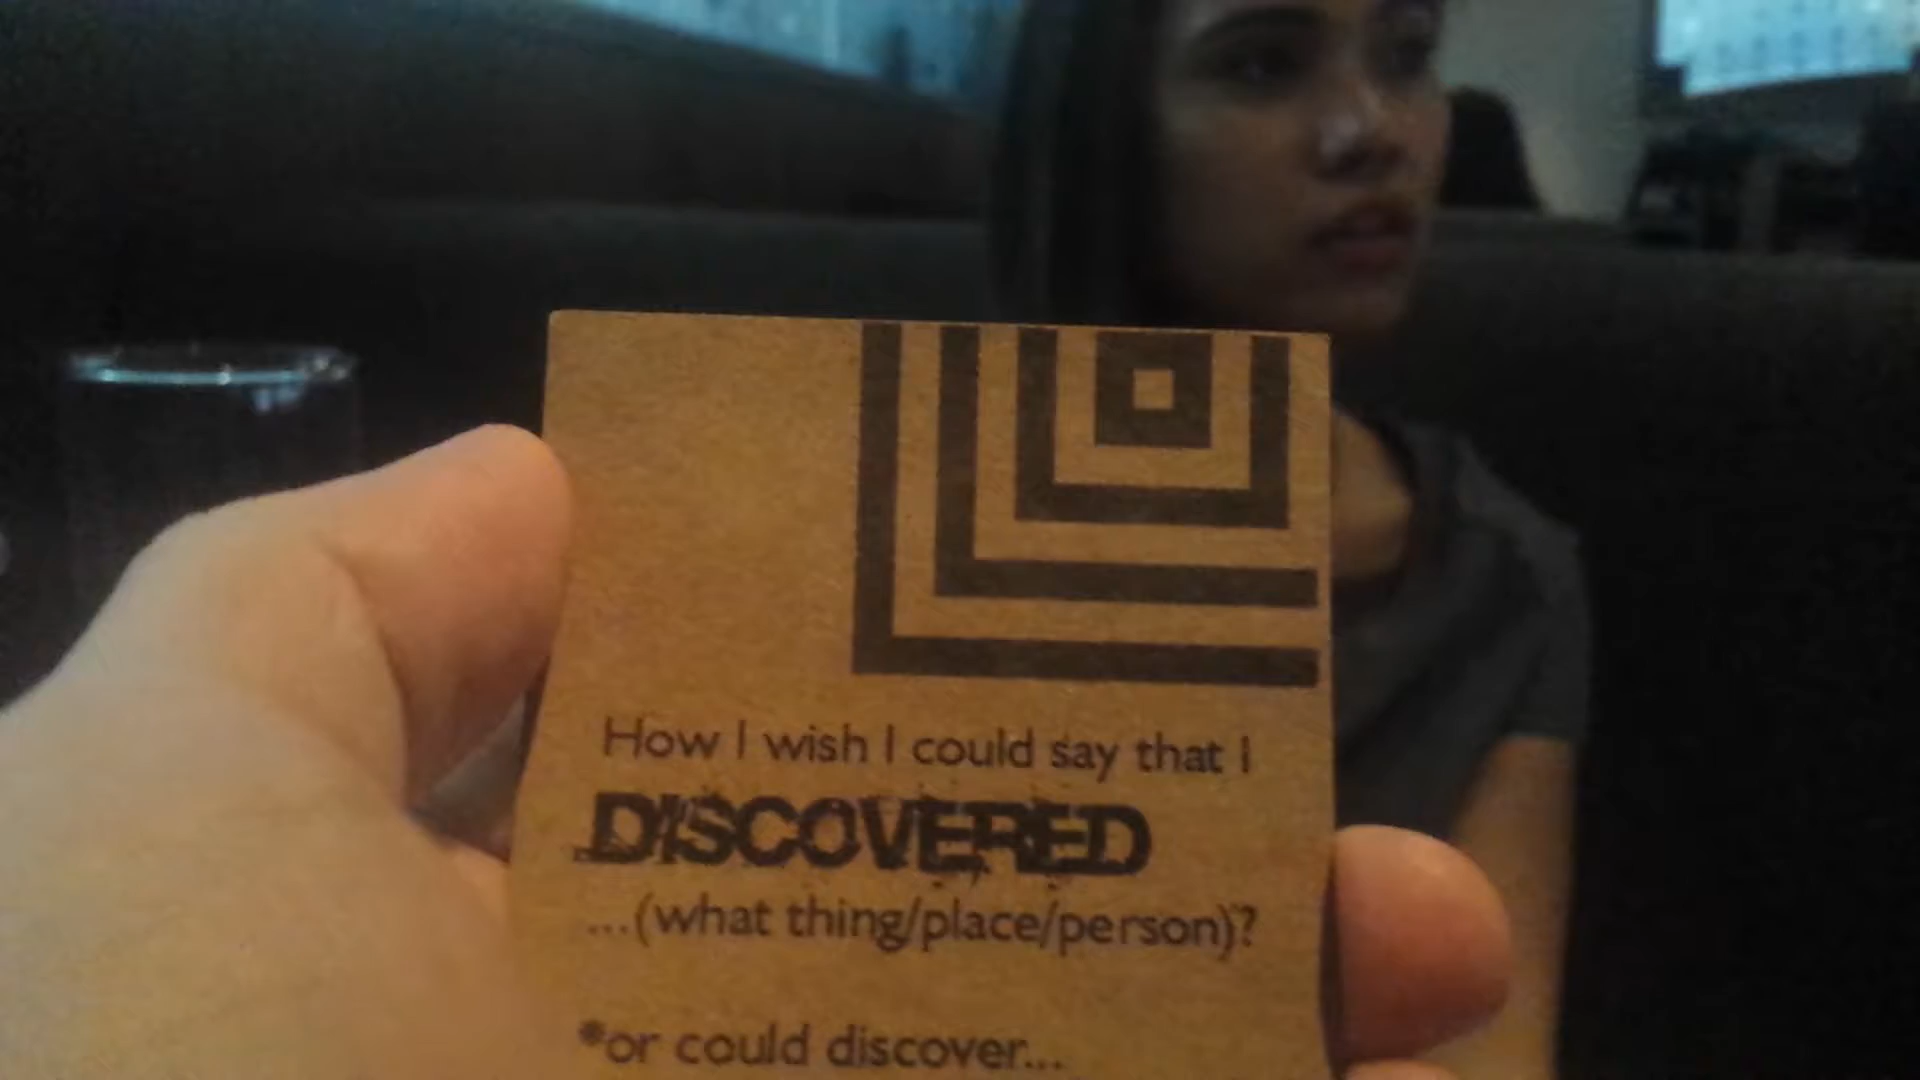 How I wish I could say that I
DISCOVERED
...(what thing/place/person)?
*or could discover...